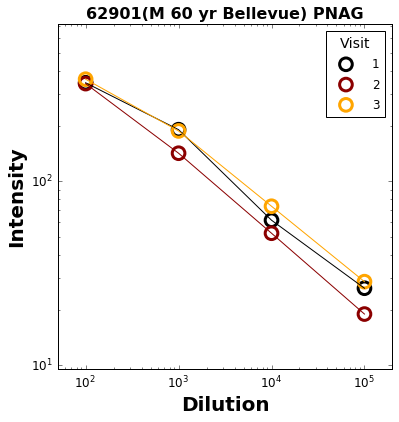 62901(M 60 yr Bellevue) PNAG
Visit
1
2
3
Intensity
10²
10¹
10² 10³ 10⁴ 10⁵
Dilution